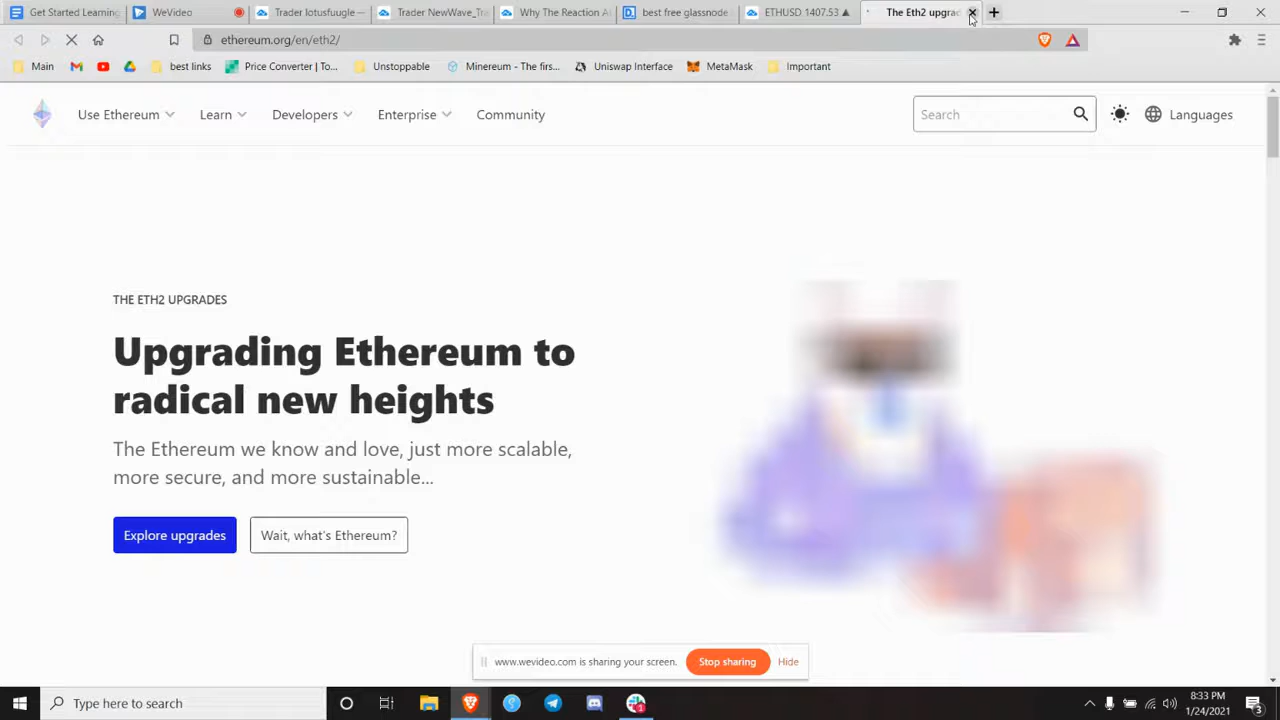 Get Started Learning
WeVideo
Trader lotusfuugle —
Trader NewWave_Tra
Why The Reaction A
best free glassnode
ETHUSD 1407.53 ▲
The Eth2 upgrad
ethereum.org/en/eth2/
Main
best links
Price Converter | To...
Unstoppable
Minereum - The firs...
Uniswap Interface
MetaMask
Important
Use Ethereum
Learn
Developers
Enterprise
Community
Search
Languages
THE ETH2 UPGRADES
Upgrading Ethereum to
radical new heights
The Ethereum we know and love, just more scalable,
more secure, and more sustainable...
Explore upgrades
Wait, what's Ethereum?
www.wevideo.com is sharing your screen.
Stop sharing
Hide
Type here to search
1
8:33 PM
1/24/2021
3